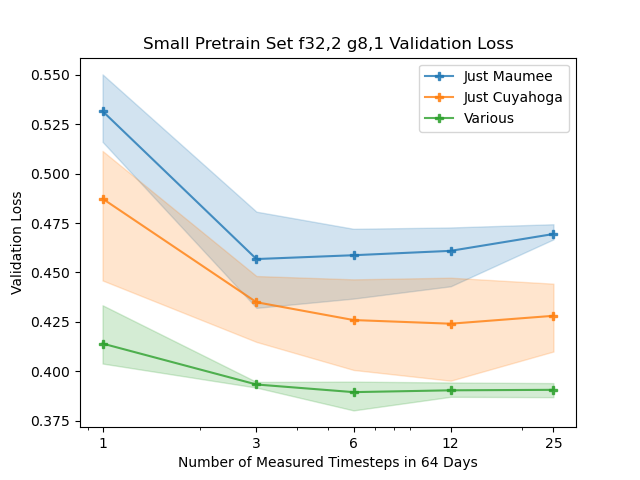 Small Pretrain Set f32,2 g8,1 Validation Loss
Just Maumee
Just Cuyahoga
Various
Validation Loss
0.550
0.525
0.500
0.475
0.450
0.425
0.400
0.375
1
3
6
12
25
Number of Measured Timesteps in 64 Days